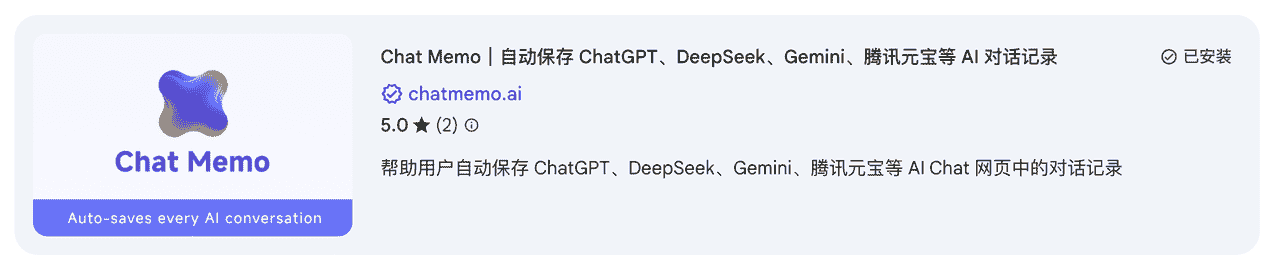 Chat Memo
Auto-saves every AI conversation
Chat Memo｜自动保存 ChatGPT、DeepSeek、Gemini、腾讯元宝等 AI 对话记录
已安装
chatmemo.ai
5.0 ★ (2)
帮助用户自动保存 ChatGPT、DeepSeek、Gemini、腾讯元宝等 AI Chat 网页中的对话记录